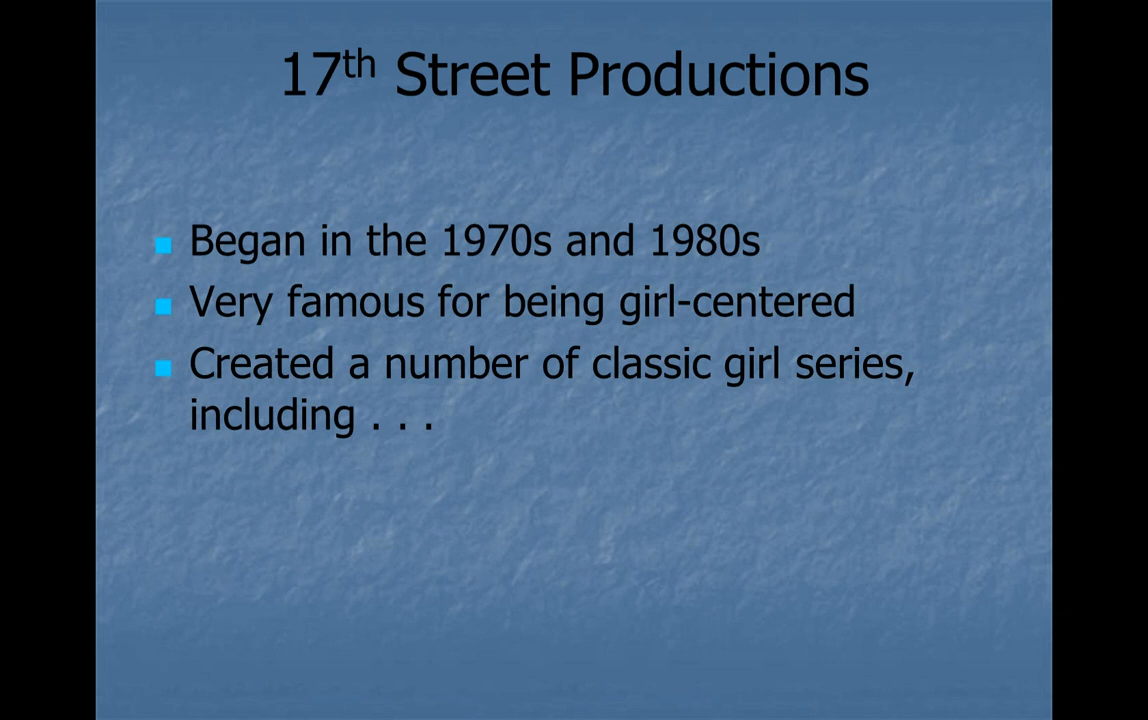 17th Street Productions
Began in the 1970s and 1980s
Very famous for being girl-centered
Created a number of classic girl series,
including . . .